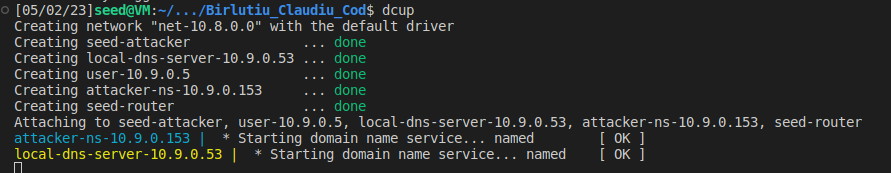 [05/02/23]seed@VM:~/.../Birlutiu_Claudiu_Cod$ dcup
Creating network "net-10.8.0.0" with the default driver
Creating seed-attacker ... done
Creating local-dns-server-10.9.0.53 ... done
Creating user-10.9.0.5 ... done
Creating attacker-ns-10.9.0.153 ... done
Creating seed-router ... done
Attaching to seed-attacker, user-10.9.0.5, local-dns-server-10.9.0.53, attacker-ns-10.9.0.153, seed-router
attacker-ns-10.9.0.153 | * Starting domain name service... named [ OK ]
local-dns-server-10.9.0.53 | * Starting domain name service... named [ OK ]